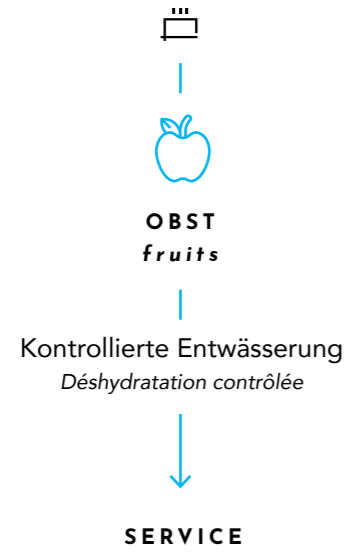 OBST
fruits
Kontrollierte Entwässerung
Déshydratation contrôlée
SERVICE